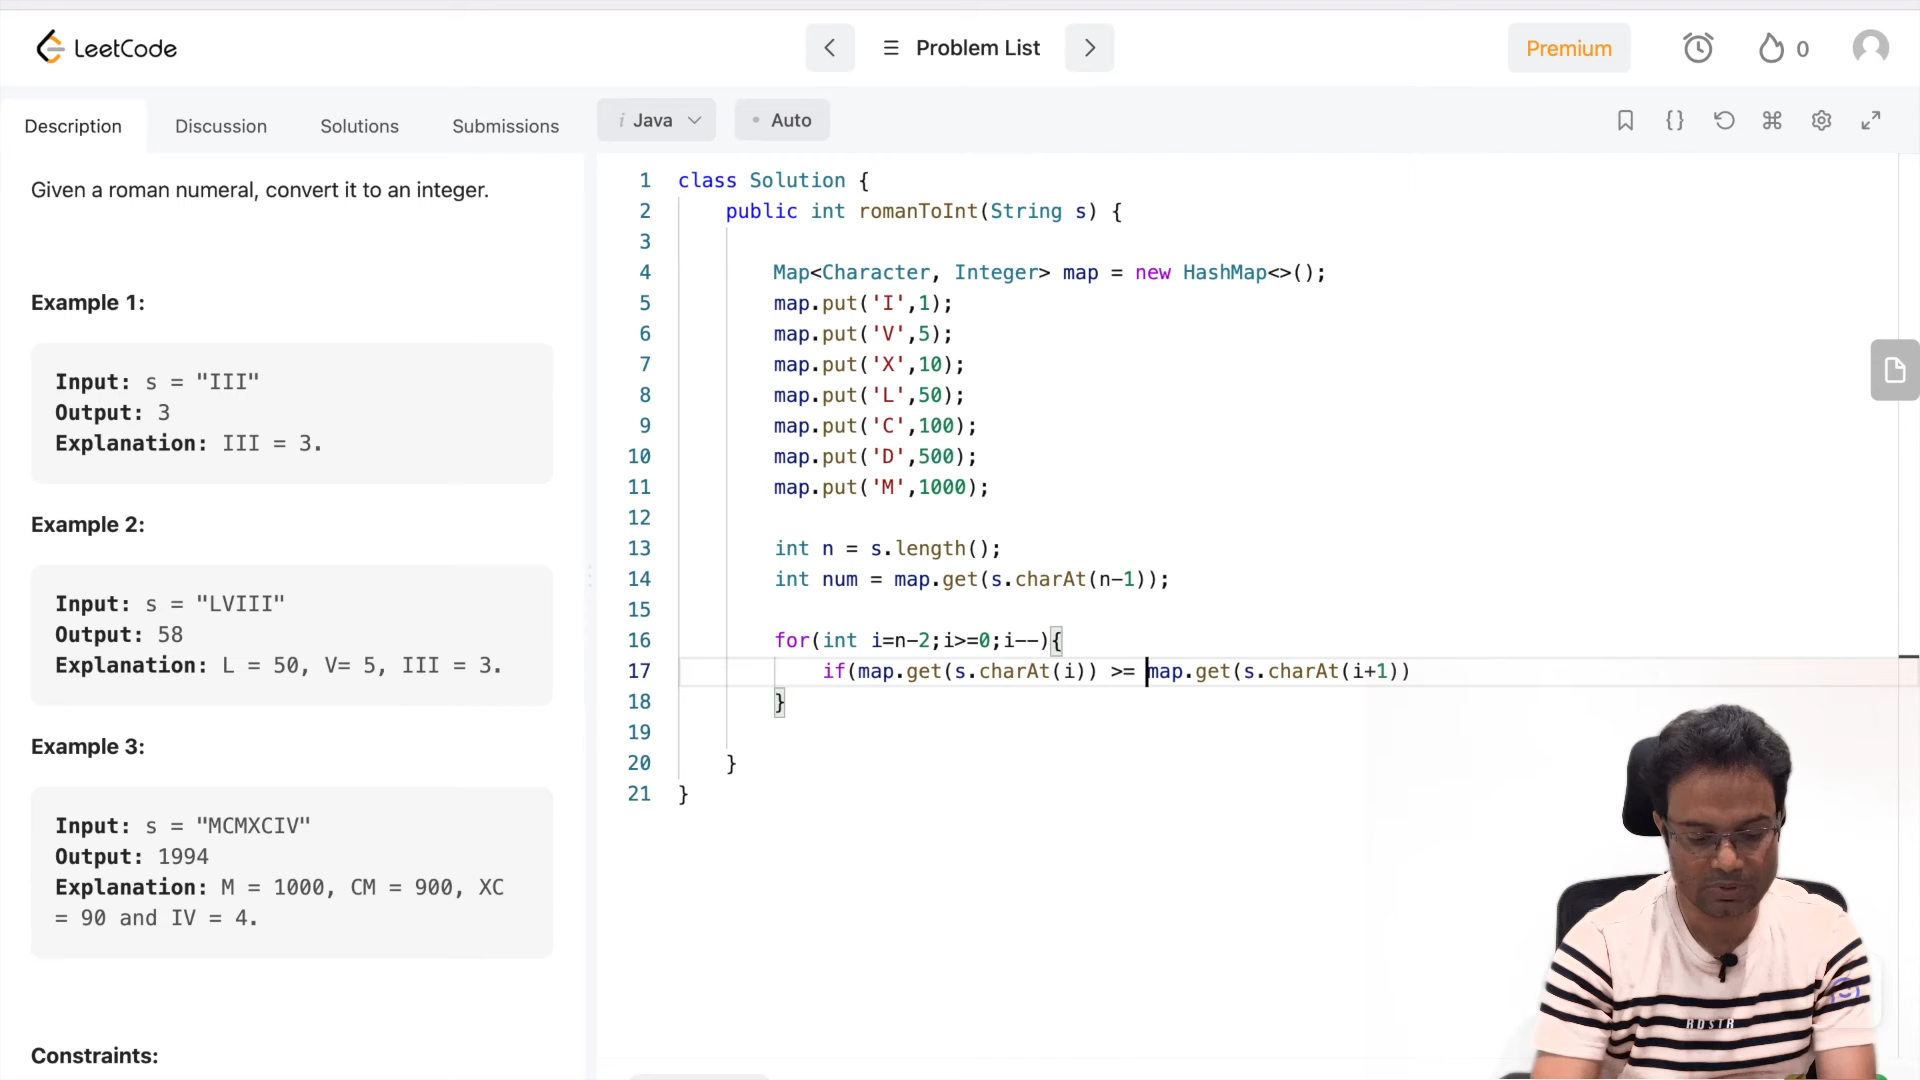 LeetCode
Problem List
Premium
0
Description
Discussion
Solutions
Submissions
i Java
Auto
Given a roman numeral, convert it to an integer.
Example 1:
Input: s = "III"
Output: 3
Explanation: III = 3.
Example 2:
Input: s = "LVIII"
Output: 58
Explanation: L = 50, V= 5, III = 3.
Example 3:
Input: s = "MCMXCIV"
Output: 1994
Explanation: M = 1000, CM = 900, XC
= 90 and IV = 4.
Constraints:
1 class Solution {
2 public int romanToInt(String s) {
3
4 Map<Character, Integer> map = new HashMap<>();
5 map.put('I',1);
6 map.put('V',5);
7 map.put('X',10);
8 map.put('L',50);
9 map.put('C',100);
10 map.put('D',500);
11 map.put('M',1000);
12
13 int n = s.length();
14 int num = map.get(s.charAt(n-1));
15
16 for(int i=n-2;i>=0;i--){
17 if(map.get(s.charAt(i)) >= map.get(s.charAt(i+1))
18 }
19
20 }
21 }
RDSTR